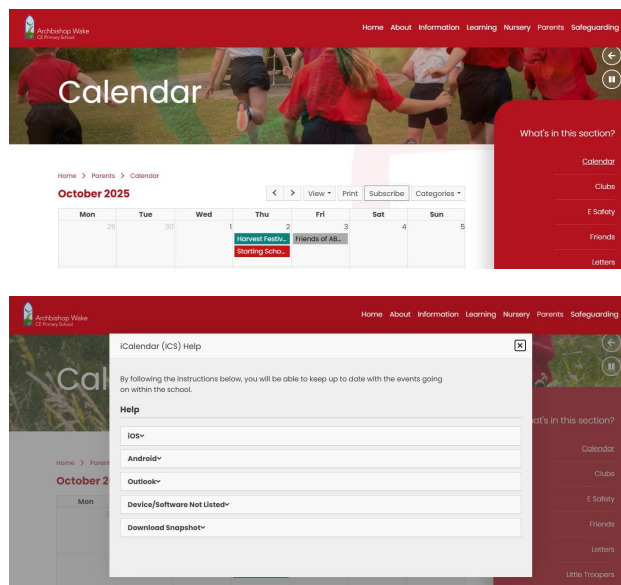 Archbishop Wake
CE Primary School
Home About Information Learning Nursery Parents Safeguarding
Calendar
What's in this section?
Calendar
Clubs
E Safety
Friends
Letters
Home > Parents > Calendar
October 2025
< > View Print Subscribe Categories
Mon Tue Wed Thu Fri Sat Sun
29 30 1 2 3 4 5
Harvest Festiv... Friends of AB...
Starting Scho...
Archbishop Wake
CE Primary School
Home About Information Learning Nursery Parents Safeguarding
iCalendar (ICS) Help
By following the instructions below, you will be able to keep up to date with the events going
on within the school.
Help
iOS
Android
Outlook
Device/Software Not Listed
Download Snapshot
Cal
Home > Paren
October 2
Mon
at's in this section?
Calendar
Clubs
E Safety
Friends
Letters
Little Troopers